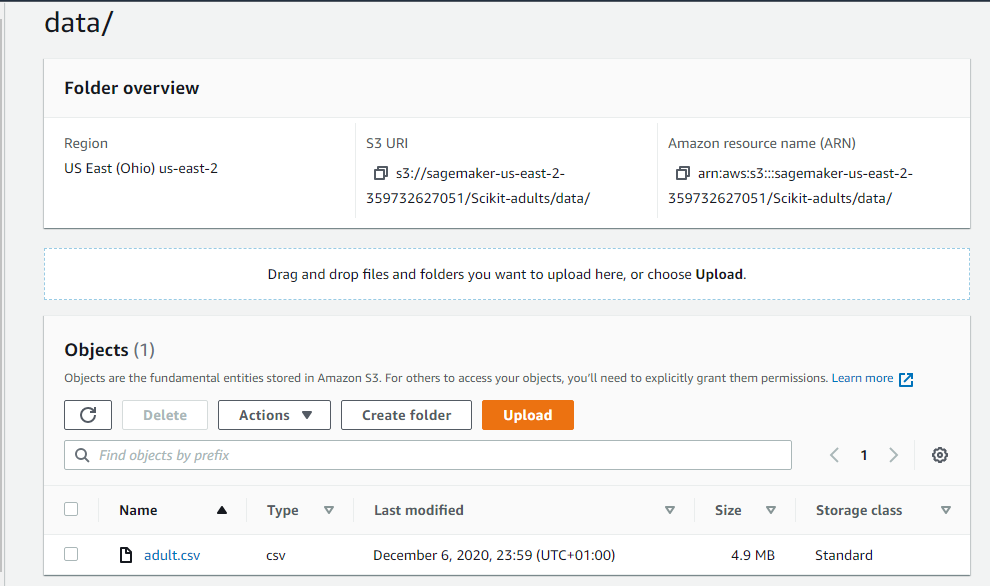 data/
Folder overview
Region
US East (Ohio) us-east-2
S3 URI
s3://sagemaker-us-east-2-
359732627051/Scikit-adults/data/
Amazon resource name (ARN)
arn:aws:s3:::sagemaker-us-east-2-
359732627051/Scikit-adults/data/
Drag and drop files and folders you want to upload here, or choose Upload.
Objects (1)
Objects are the fundamental entities stored in Amazon S3. For others to access your objects, you'll need to explicitly grant them permissions. Learn more
Delete Actions Create folder Upload
Find objects by prefix 1
Name Type Last modified Size Storage class
adult.csv csv December 6, 2020, 23:59 (UTC+01:00) 4.9 MB Standard